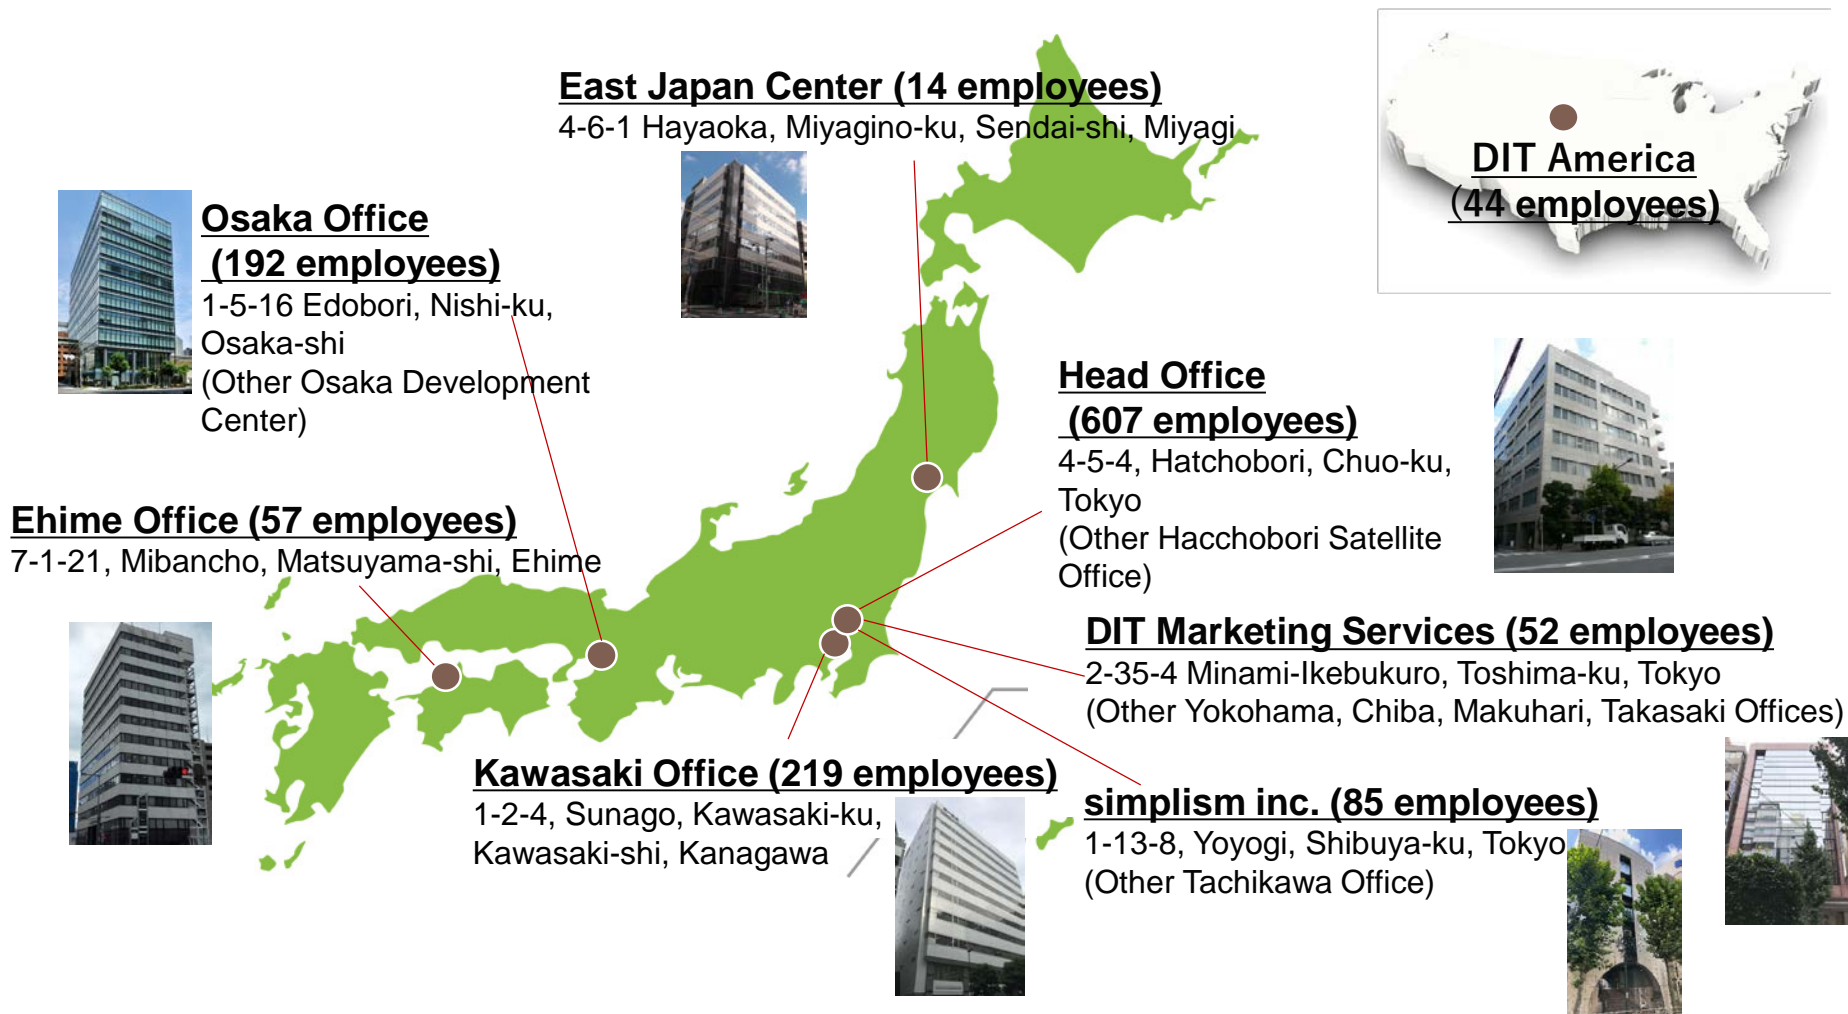 East Japan Center (14 employees)
4-6-1 Hayaoka, Miyagino-ku, Sendai-shi, Miyagi
DIT America
(44 employees)
Osaka Office
(192 employees)
1-5-16 Edobori, Nishi-ku,
Osaka-shi
(Other Osaka Development
Center)
Head Office
(607 employees)
4-5-4, Hatchobori, Chuo-ku,
Tokyo
(Other Hacchobori Satellite
Office)
Ehime Office (57 employees)
7-1-21, Mibancho, Matsuyama-shi, Ehime
DIT Marketing Services (52 employees)
2-35-4 Minami-Ikebukuro, Toshima-ku, Tokyo
(Other Yokohama, Chiba, Makuhari, Takasaki Offices)
Kawasaki Office (219 employees)
1-2-4, Sunago, Kawasaki-ku,
Kawasaki-shi, Kanagawa
simplism inc. (85 employees)
1-13-8, Yoyogi, Shibuya-ku, Tokyo
(Other Tachikawa Office)